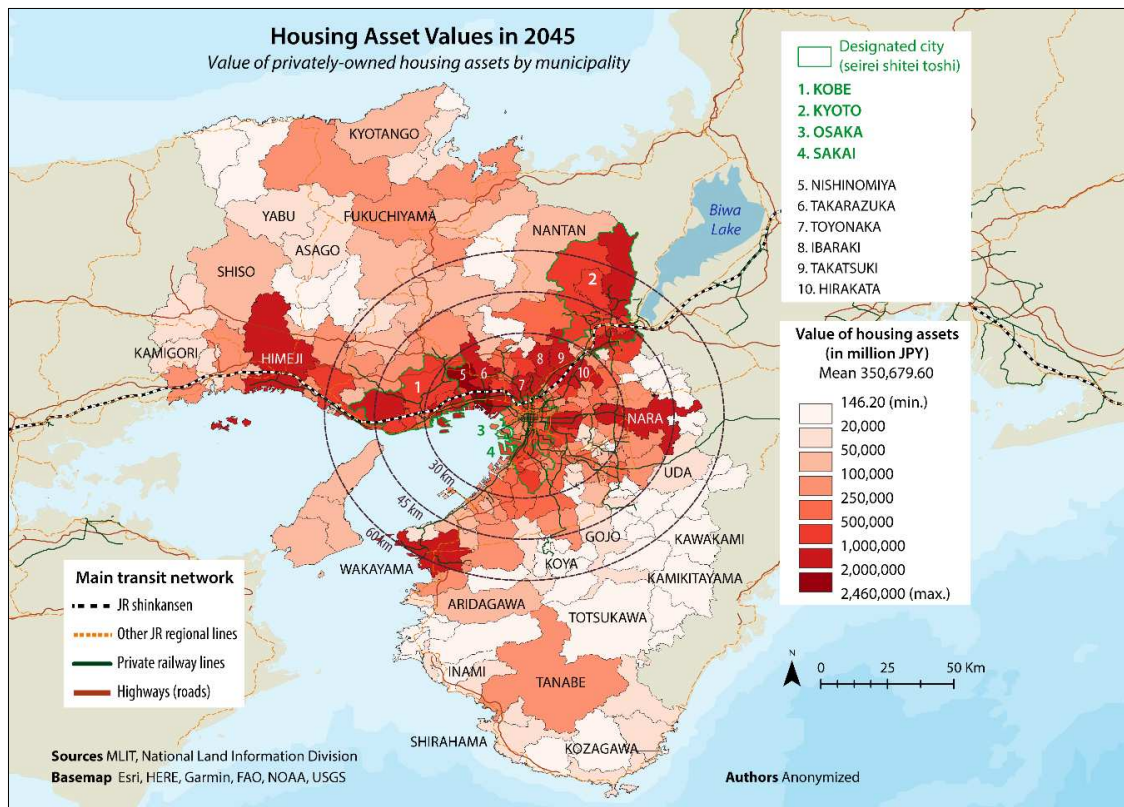 Housing Asset Values in 2045
Value of privately-owned housing assets by municipality
Designated city
(seirei shitei toshi)
1. KOBE
2. KYOTO
3. OSAKA
4. SAKAI
5. NISHINOMIYA
6. TAKARAZUKA
7. TOYONAKA
8. IBARAKI
9. TAKATSUKI
10. HIRAKATA
Value of housing assets
(in million JPY)
Mean 350,679.60
146.20 (min.)
20,000
50,000
100,000
250,000
500,000
1,000,000
2,000,000
2,460,000 (max.)
KYOTANGO
YABU
FUKUCHIYAMA
ASAGO
NANTAN
SHISO
Biwa
Lake
2
KAMIGORI
HIMEJI
1
5
6
7
8
9
10
3
4
NARA
30 km
45 km
60km
UDA
WAKAYAMA
KOYA
GOJO
KAWAKAMI
KAMIKITAYAMA
ARIDAGAWA
TOTSUKAWA
INAMI
TANABE
SHIRAHAMA
KOZAGAWA
Main transit network
JR shinkansen
Other JR regional lines
Private railway lines
Highways (roads)
N
0 25 50 Km
Sources MLIT, National Land Information Division
Basemap Esri, HERE, Garmin, FAO, NOAA, USGS
Authors Anonymized